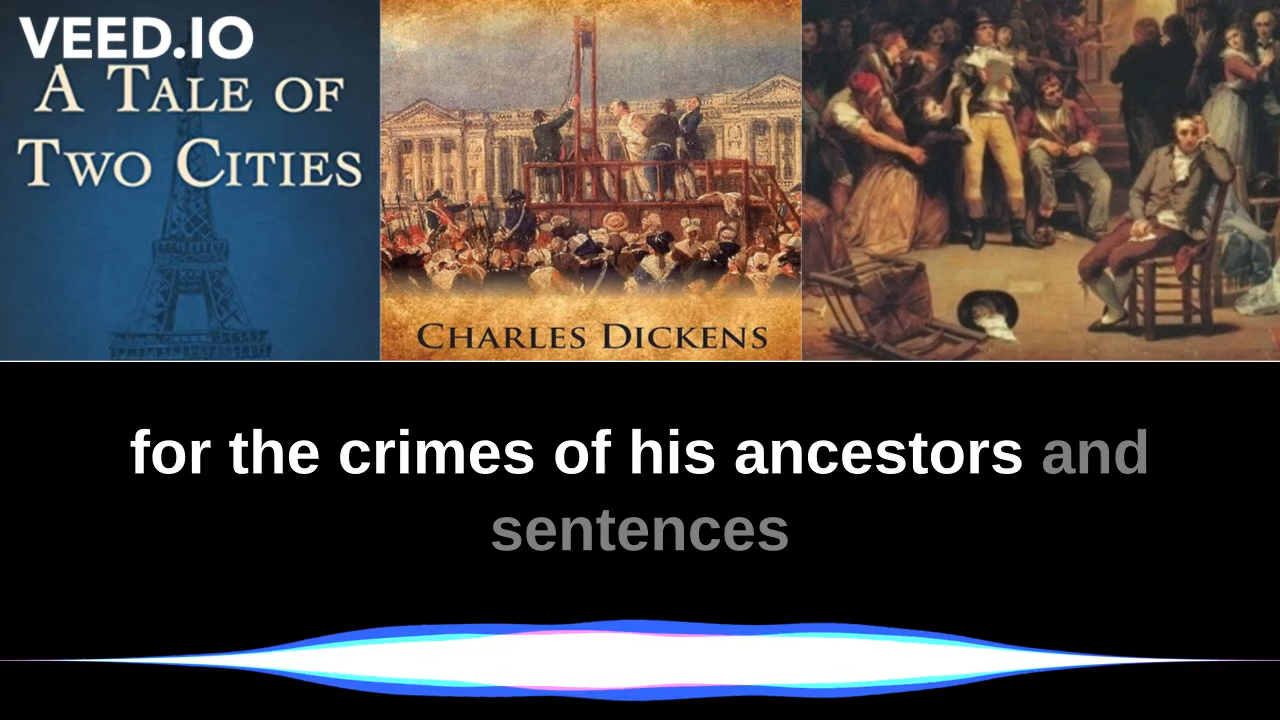 VEED.IO
A TALE OF
TWO CITIES
CHARLES DICKENS
for the crimes of his ancestors and
sentences